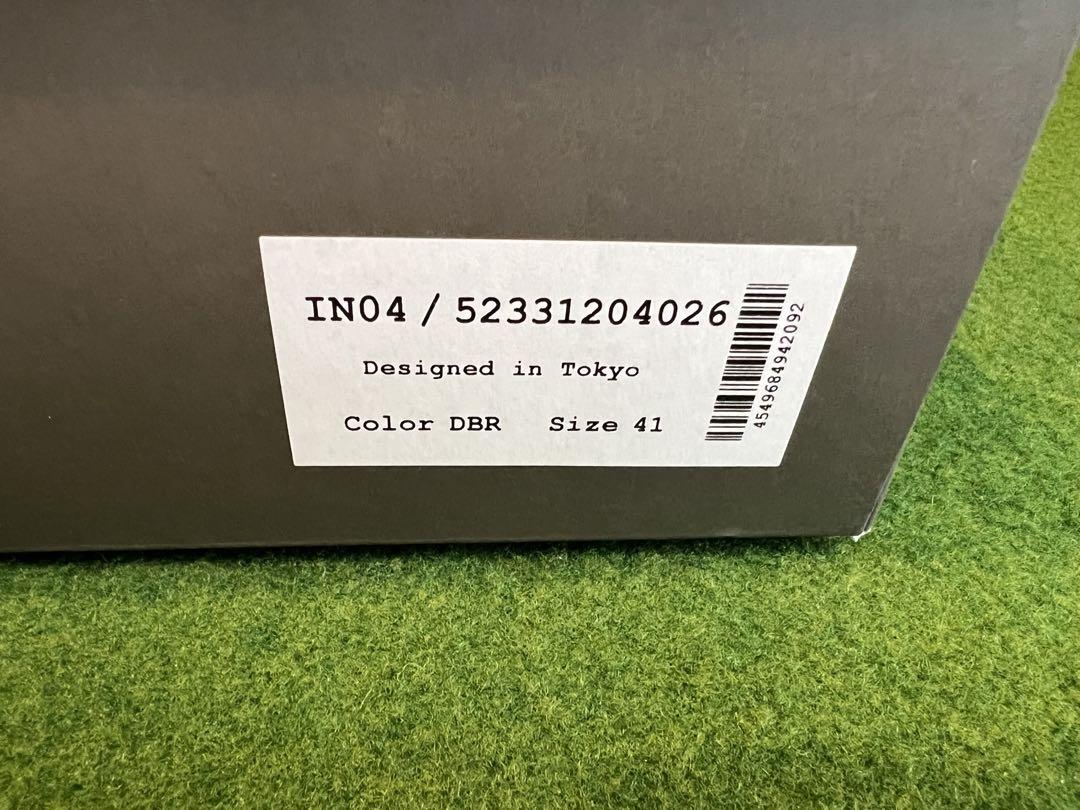 IN04 / 52331204026
Designed in Tokyo
Color DBR Size 41
4549684942092